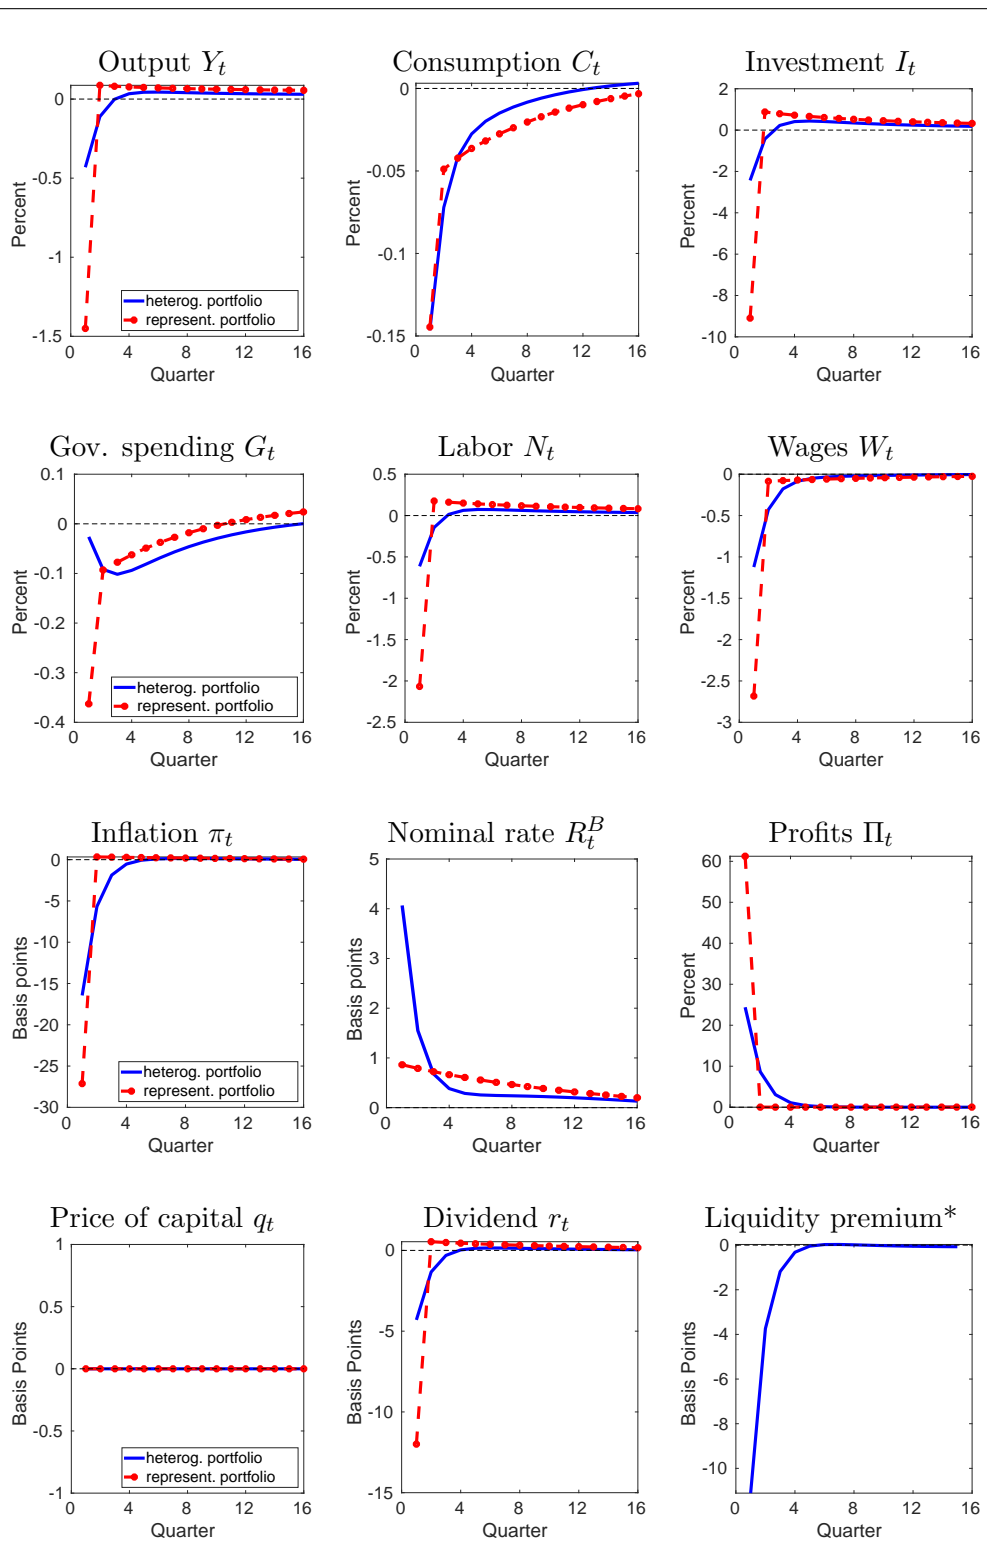 Output Y_t
Consumption C_t
Investment I_t
Percent
0
-0.5
-1
-1.5
heterog. portfolio
represent. portfolio
0 4 8 12 16
Quarter
0
-0.05
-0.1
-0.15
0 4 8 12 16
Quarter
Percent
2
0
-2
-4
-6
-8
-10
0 4 8 12 16
Quarter
Gov. spending G_t
Labor N_t
Wages W_t
Percent
0.1
0
-0.1
-0.2
-0.3
-0.4
heterog. portfolio
represent. portfolio
0 4 8 12 16
Quarter
Percent
0.5
0
-0.5
-1
-1.5
-2
-2.5
0 4 8 12 16
Quarter
Percent
0
-0.5
-1
-1.5
-2
-2.5
-3
0 4 8 12 16
Quarter
Inflation π_t
Nominal rate R_t^B
Profits Π_t
Basis points
0
-5
-10
-15
-20
-25
-30
heterog. portfolio
represent. portfolio
0 4 8 12 16
Quarter
Basis points
5
4
3
2
1
0
0 4 8 12 16
Quarter
Percent
60
50
40
30
20
10
0
0 4 8 12 16
Quarter
Price of capital q_t
Dividend r_t
Liquidity premium*
Basis Points
1
0.5
0
-0.5
-1
heterog. portfolio
represent. portfolio
0 4 8 12 16
Quarter
Basis Points
0
-5
-10
-15
0 4 8 12 16
Quarter
Basis Points
0
-2
-4
-6
-8
-10
0 4 8 12 16
Quarter